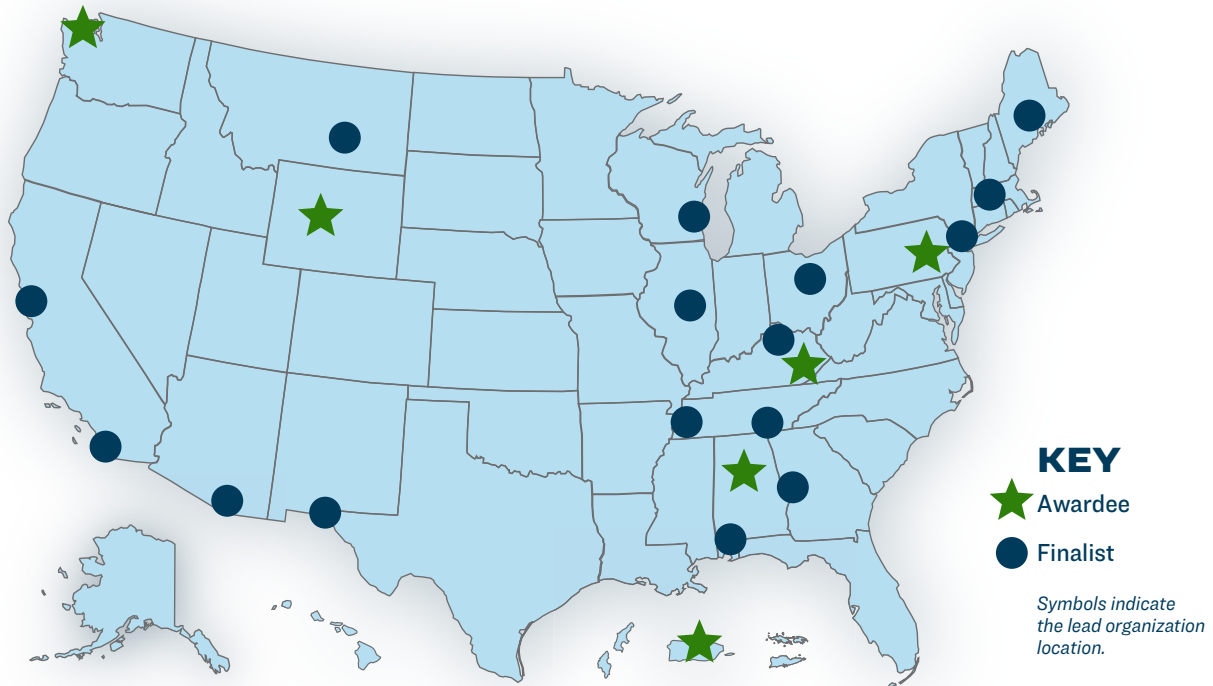 KEY
Awardee
Finalist
Symbols indicate
the lead organization
location.